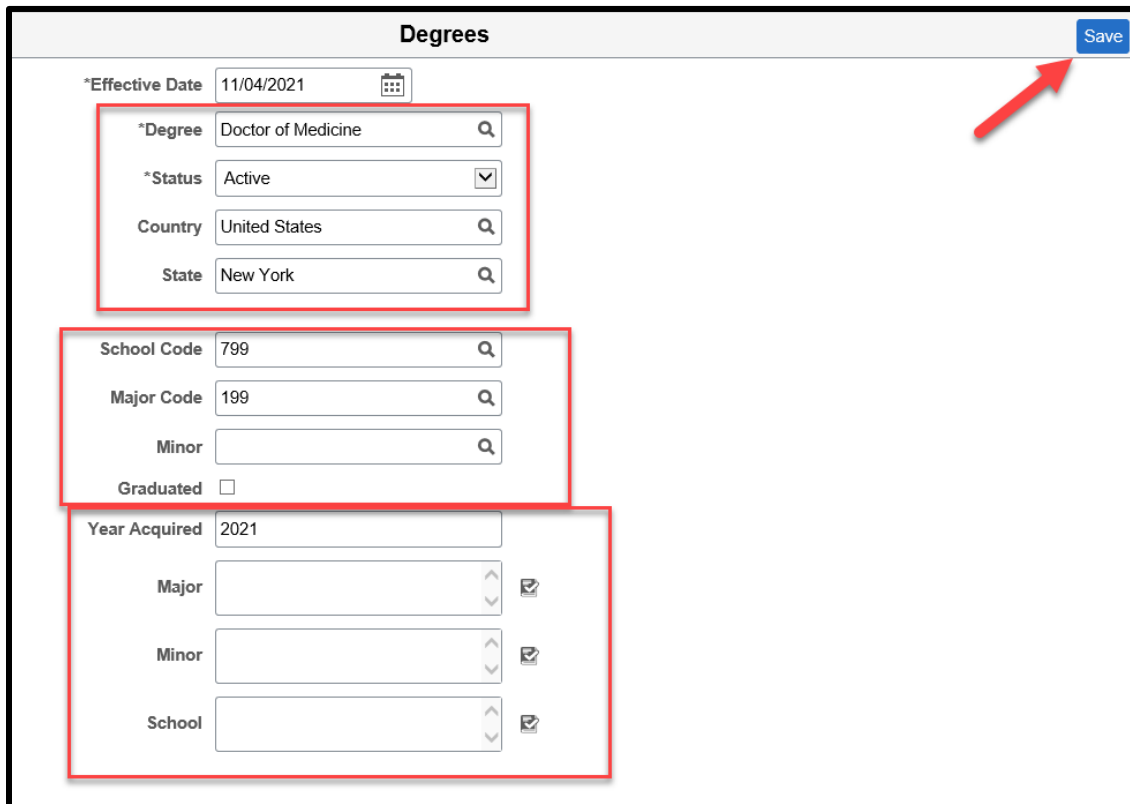 Degrees
Save
*Effective Date 11/04/2021
*Degree Doctor of Medicine
*Status Active
Country United States
State New York
School Code 799
Major Code 199
Minor
Graduated
Year Acquired 2021
Major
Minor
School